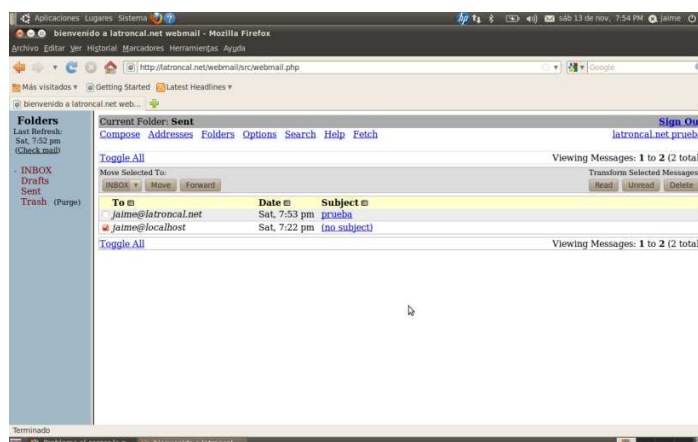 Aplicaciones Lugares Sistema sáb 13 de nov, 7:54 PM jaime
bienvenido a latroncal.net webmail - Mozilla Firefox
Archivo Editar Ver Historial Marcadores Herramientas Ayuda
http://latroncal.net/webmail/src/webmail.php Google
Más visitados Getting Started Latest Headlines
bienvenido a latroncal.net web...
Folders
Last Refresh:
Sat, 7:52 pm
(Check mail)
- INBOX
Drafts
Sent
Trash (Purge)
Current Folder: Sent Sign Ou
Compose Addresses Folders Options Search Help Fetch latroncal.net prueb
Toggle All Viewing Messages: 1 to 2 (2 total
Move Selected To: Transform Selected Messages
INBOX Move Forward Read Unread Delete
To Date Subject
jaime@latroncal.net Sat, 7:53 pm prueba
jaime@localhost Sat, 7:22 pm (no subject)
Toggle All Viewing Messages: 1 to 2 (2 total
Terminado